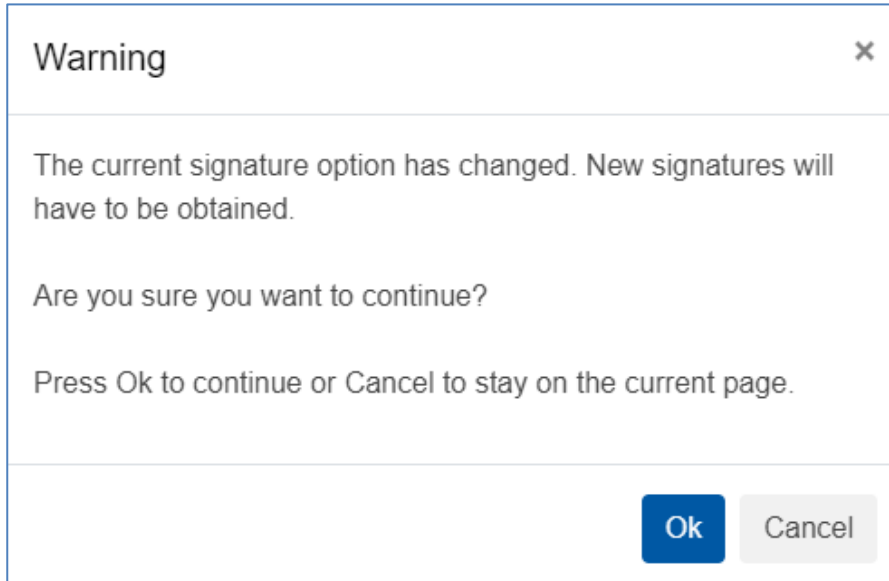 Warning ×
The current signature option has changed. New signatures will
have to be obtained.
Are you sure you want to continue?
Press Ok to continue or Cancel to stay on the current page.
Ok Cancel